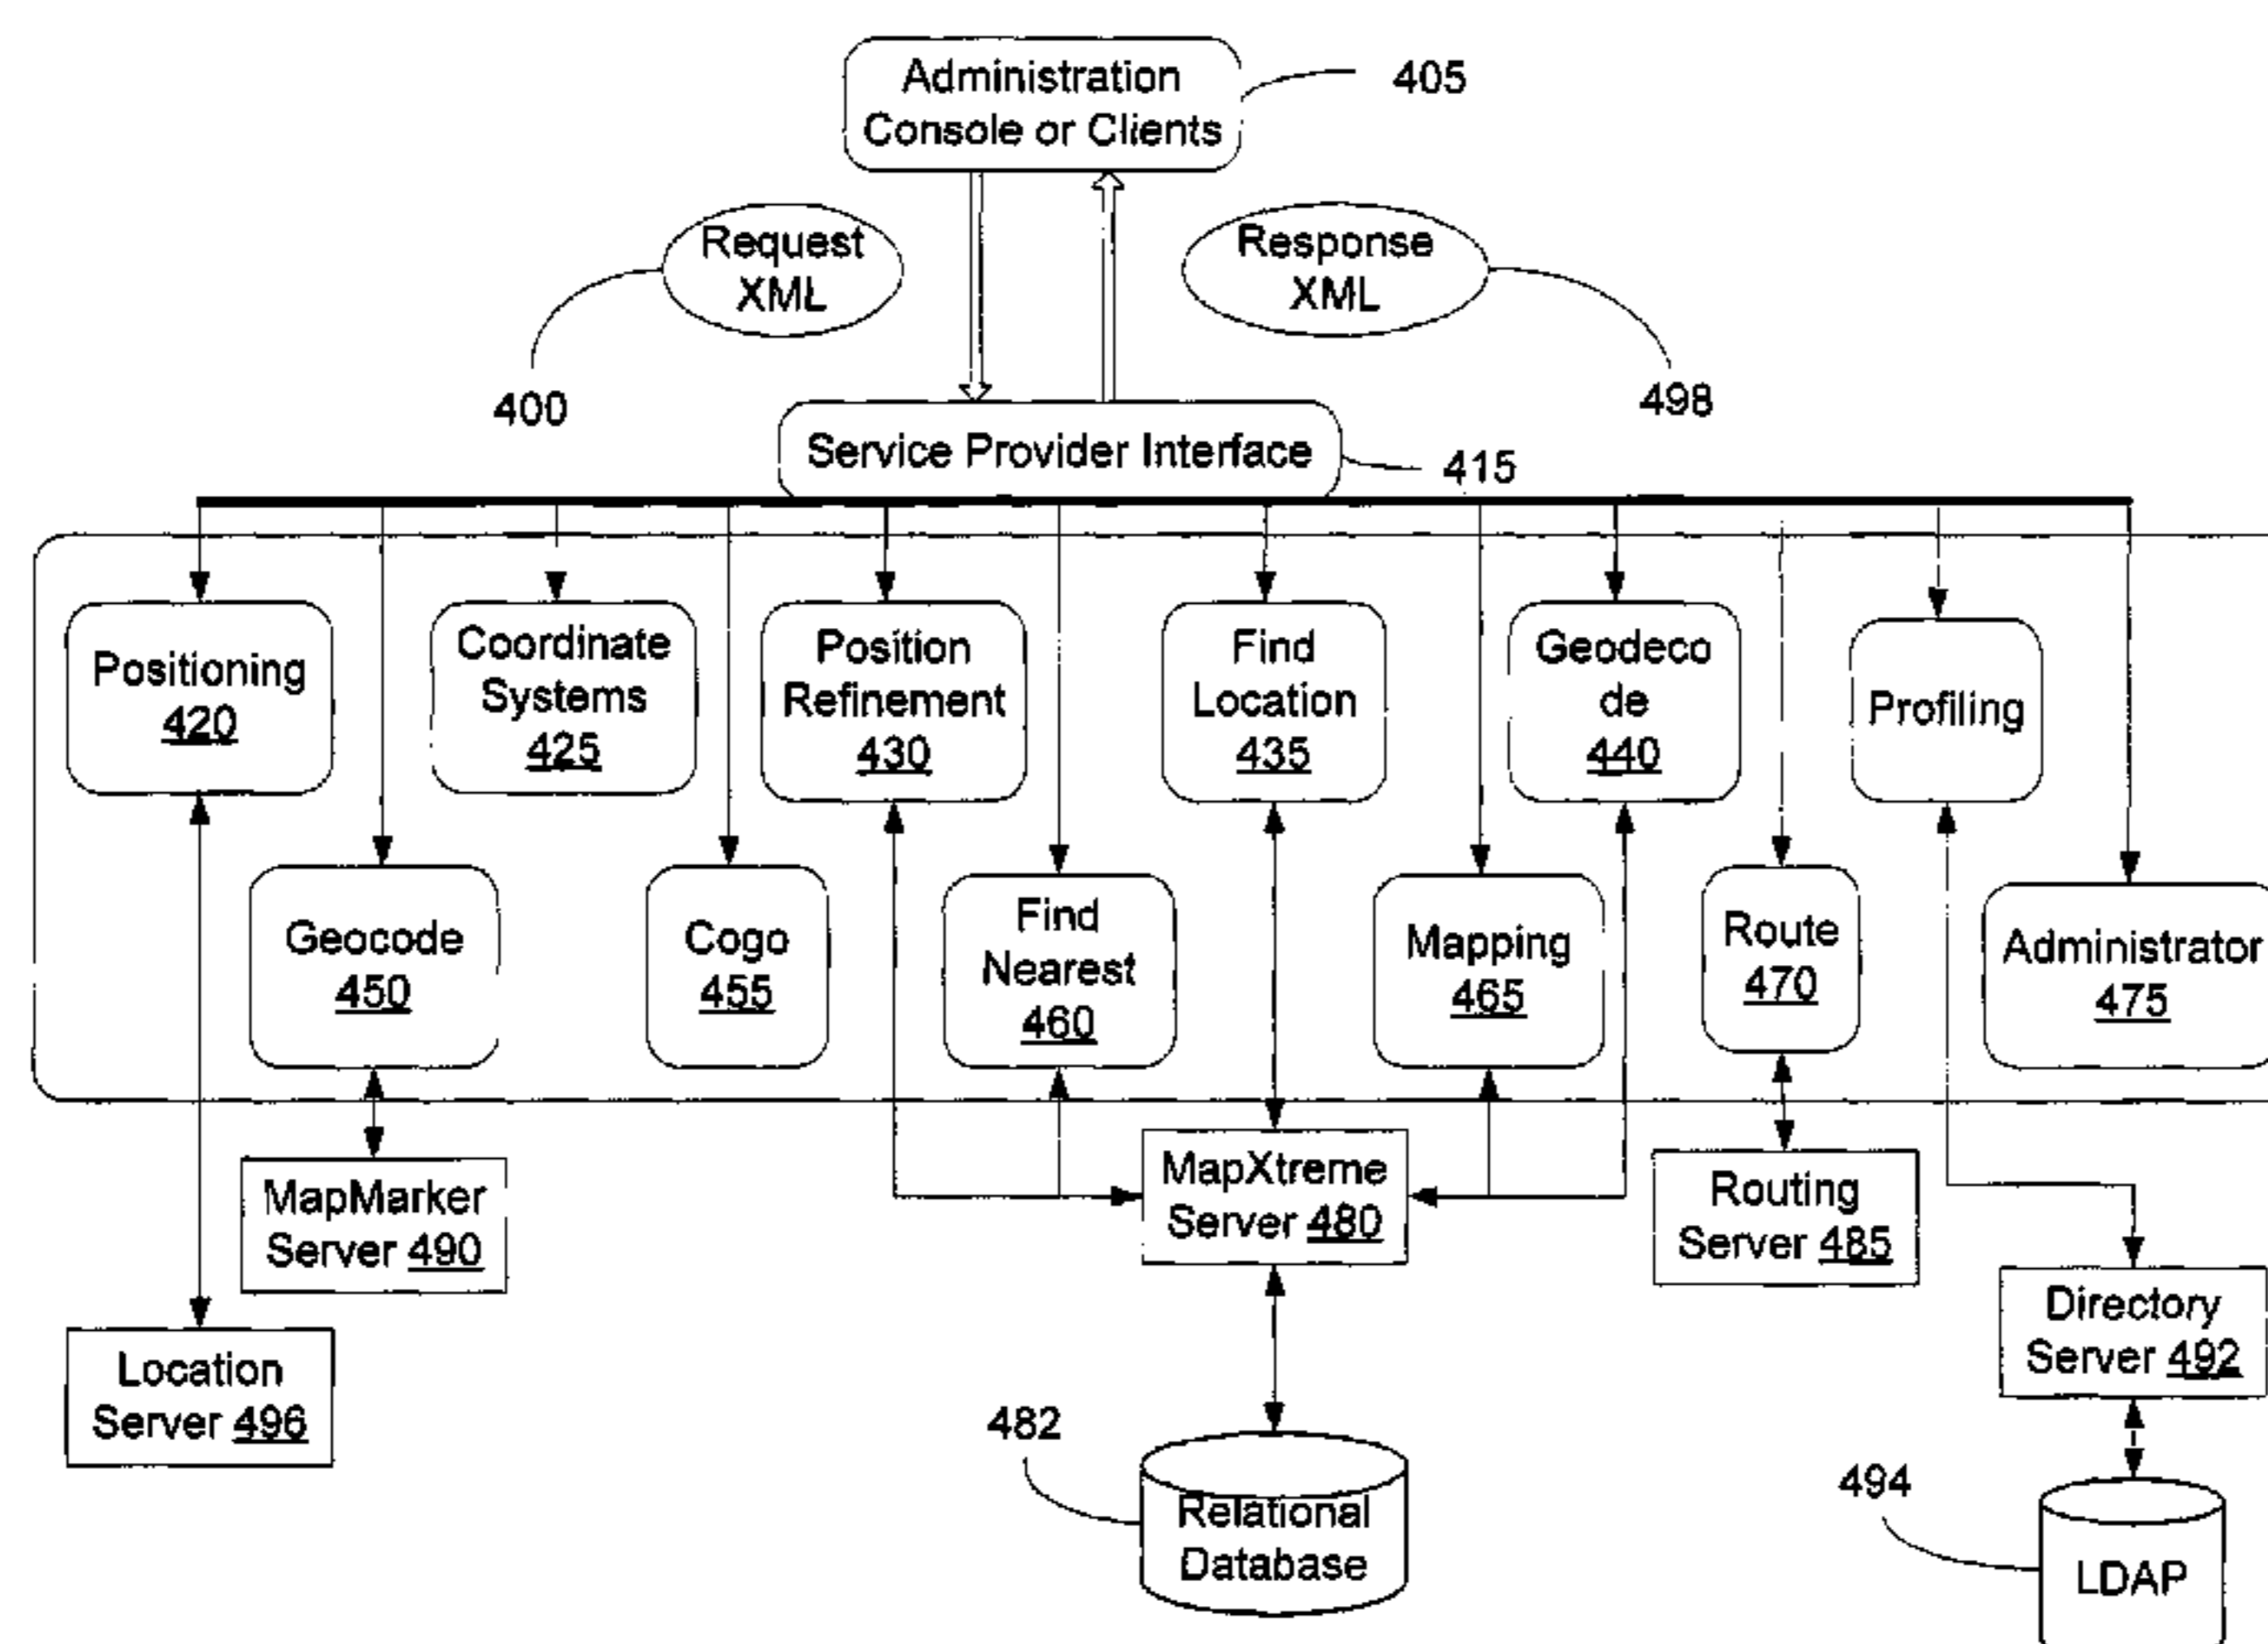 Administration
Console or Clients
405
Request
XML
Response
XML
400
498
Service Provider Interface
415
Positioning
420
Coordinate
Systems
425
Position
Refinement
430
Find
Location
435
Geodeco
de
440
Profiling
Geocode
450
Cogo
455
Find
Nearest
460
Mapping
465
Route
470
Administrator
475
MapMarker
Server 490
MapXtreme
Server 480
Routing
Server 485
Location
Server 496
Directory
Server 492
482
Relational
Database
494
LDAP